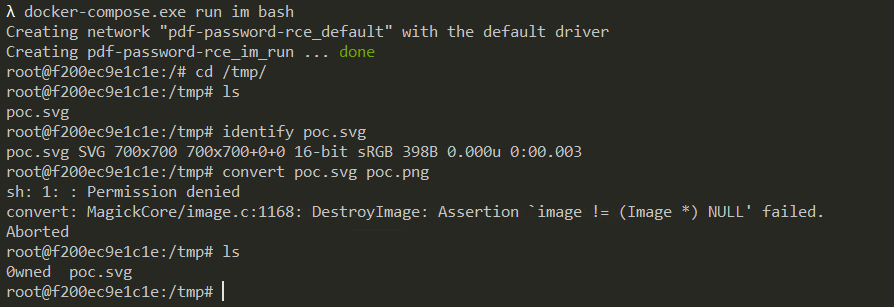 λ docker-compose.exe run im bash
Creating network "pdf-password-rce_default" with the default driver
Creating pdf-password-rce_im_run ... done
root@f200ec9e1c1e:/# cd /tmp/
root@f200ec9e1c1e:/tmp# ls
poc.svg
root@f200ec9e1c1e:/tmp# identify poc.svg
poc.svg SVG 700x700 700x700+0+0 16-bit sRGB 398B 0.000u 0:00.003
root@f200ec9e1c1e:/tmp# convert poc.svg poc.png
sh: 1: : Permission denied
convert: MagickCore/image.c:1168: DestroyImage: Assertion `image != (Image *) NULL' failed.
Aborted
root@f200ec9e1c1e:/tmp# ls
0wned  poc.svg
root@f200ec9e1c1e:/tmp#